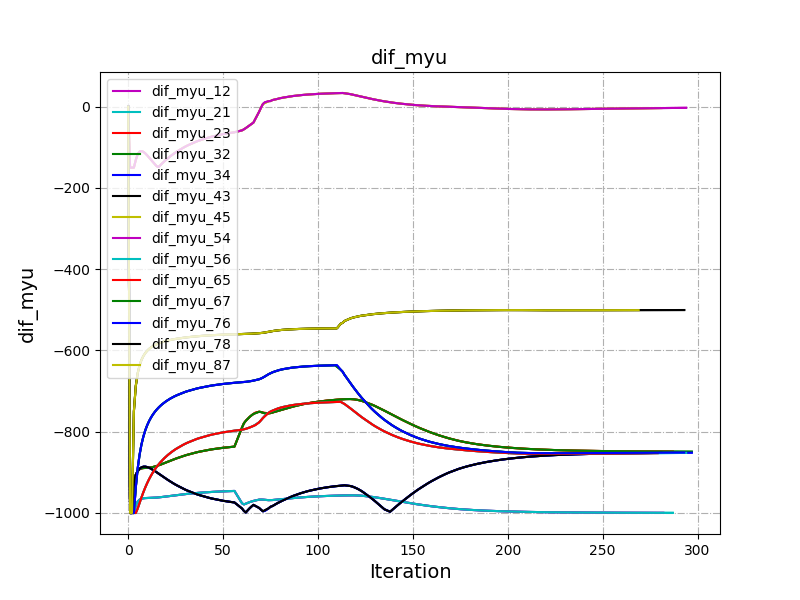 dif_myu
dif_myu_12
dif_myu_21
dif_myu_23
dif_myu_32
dif_myu_34
dif_myu_43
dif_myu_45
dif_myu_54
dif_myu_56
dif_myu_65
dif_myu_67
dif_myu_76
dif_myu_78
dif_myu_87
dif_myu
0
−200
−400
−600
−800
−1000
0 50 100 150 200 250 300
Iteration